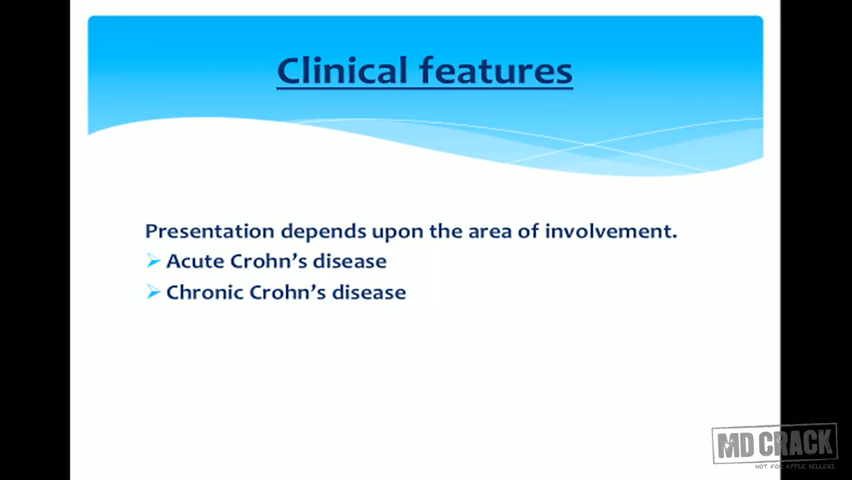 Clinical features
Presentation depends upon the area of involvement.
Acute Crohn's disease
Chronic Crohn's disease
MD CRACK
NOT FOR APPLE SELLERS